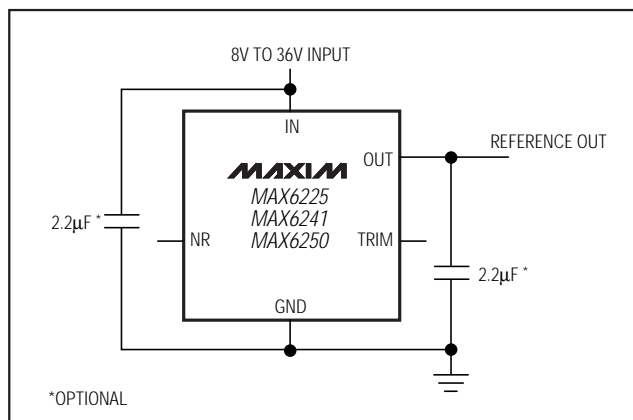 8V TO 36V INPUT
IN
OUT
REFERENCE OUT
MAXIM
MAX6225
MAX6241
MAX6250
2.2μF *
NR
TRIM
2.2μF *
GND
*OPTIONAL